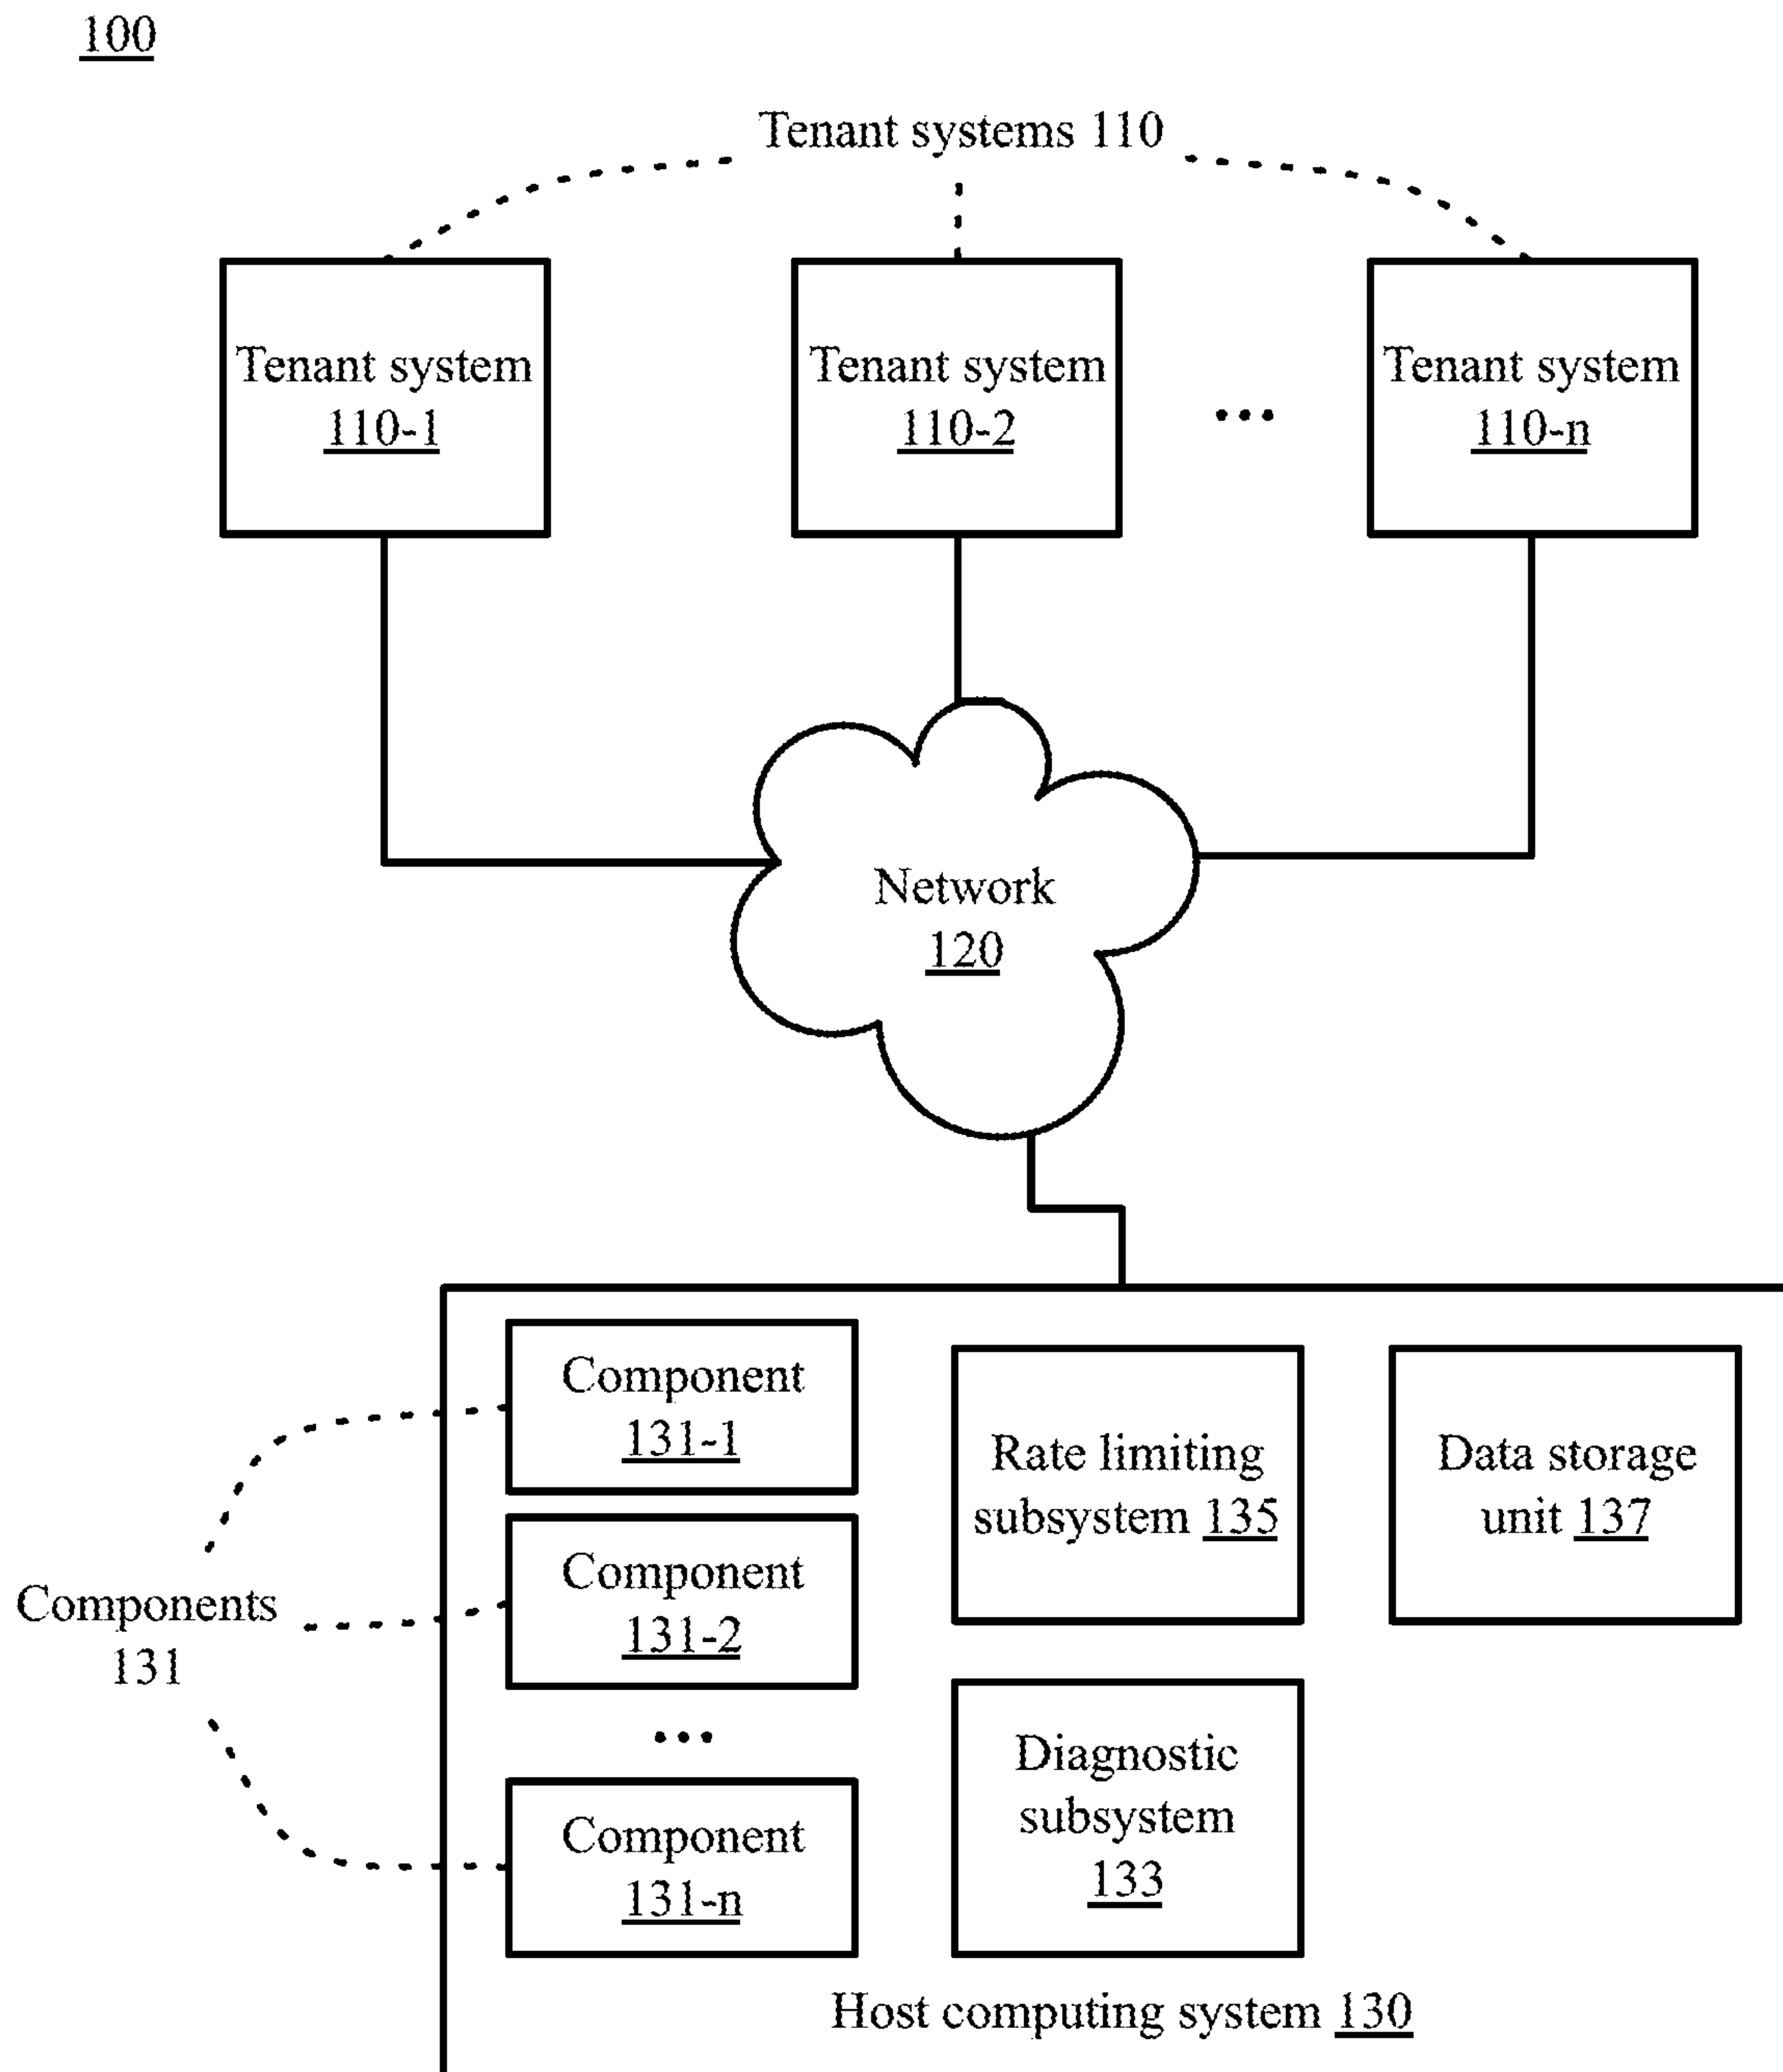 100
Tenant systems 110
Tenant system
110-1
Tenant system
110-2
...
Tenant system
110-n
Network
120
Components
131
Component
131-1
Component
131-2
...
Component
131-n
Rate limiting
subsystem 135
Data storage
unit 137
Diagnostic
subsystem
133
Host computing system 130